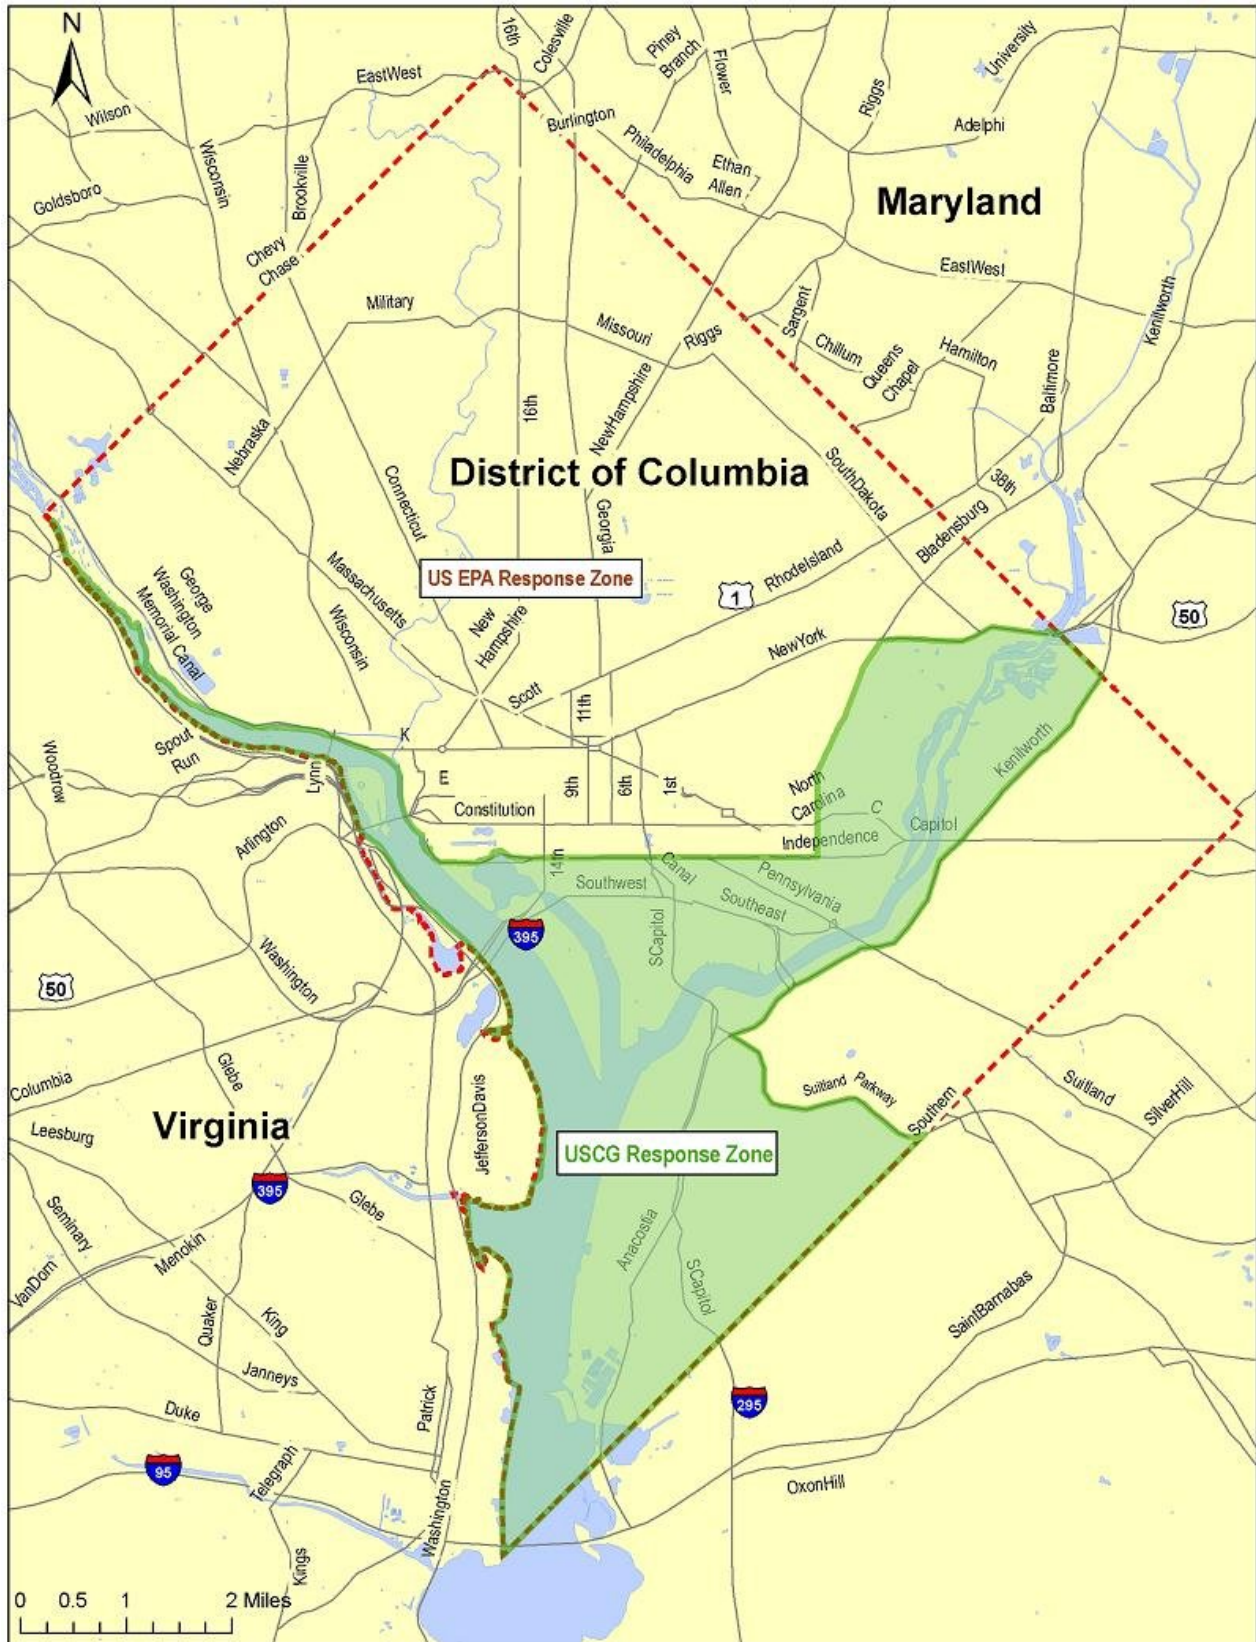 N
16th
Colesville
Piney
Branch
Flower
University
EastWest
Riggs
Wilson
Burlington
Adelphi
Wisconsin
Brookville
Philadelphia
Ethan
Allen
Goldsboro
Maryland
Chevy
Chase
EastWest
Military
Sargent
Missouri
Riggs
Chillum
Queens
Chapel
Hamilton
Kenilworth
Baltimore
16th
NewHampshire
Nebraska
District of Columbia
SouthDakota
38th
Connecticut
Georgia
Bladensburg
US EPA Response Zone
RhodeIsland
1
50
George
Washington
Memorial Canal
Massachusetts
Wisconsin
New
Hampshire
NewYork
Scott
11th
K
Spout
Run
Woodrow
Lynn
E
9th
6th
1st
North
Carolina
C
Kenilworth
Constitution
Capitol
Independence
Arlington
14th
Canal
Pennsylvania
Southwest
Southeast
SCapitol
395
Washington
50
Columbia
Glebe
Suitland
Suitland Parkway
SilverHill
Southern
Leesburg
Virginia
JeffersonDavis
USCG Response Zone
395
Glebe
Seminary
Menokin
VanDorn
Anacostia
SCapitol
Quaker
King
SaintBarnabas
Janneys
Patrick
Duke
295
95
Telegraph
OxonHill
Washington
Kings
0 0.5 1 2 Miles